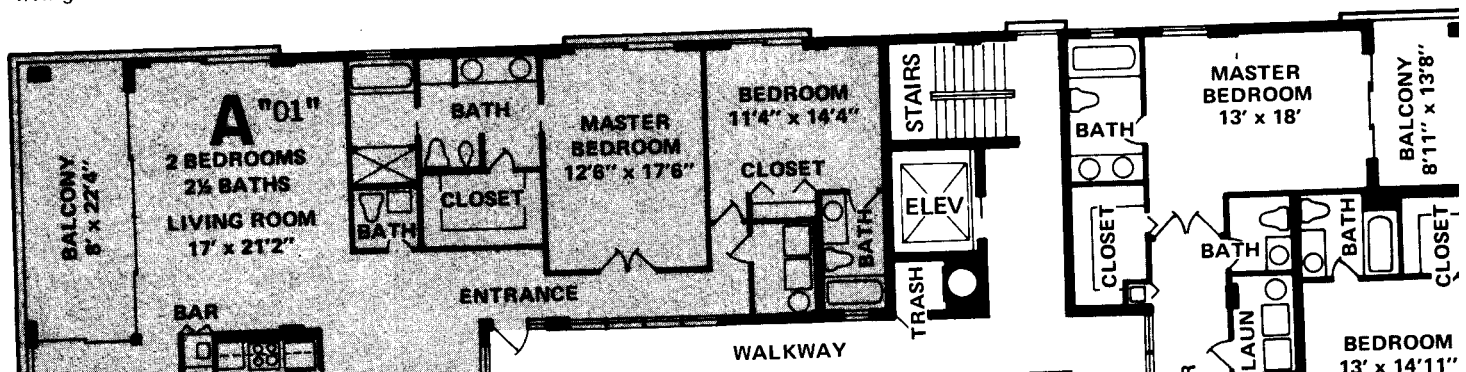 A "01"
2 BEDROOMS
2½ BATHS
LIVING ROOM
17' x 21'2"
BALCONY
8' x 22'4"
BAR
BATH
BATH
CLOSET
ENTRANCE
MASTER
BEDROOM
12'6" x 17'6"
BEDROOM
11'4" x 14'4"
CLOSET
BATH
STAIRS
ELEV
TRASH
WALKWAY
BATH
MASTER
BEDROOM
13' x 18'
BALCONY
8'11" x 13'8"
CLOSET
BATH
BATH
CLOSET
LAUN
BEDROOM
13' x 14'11"